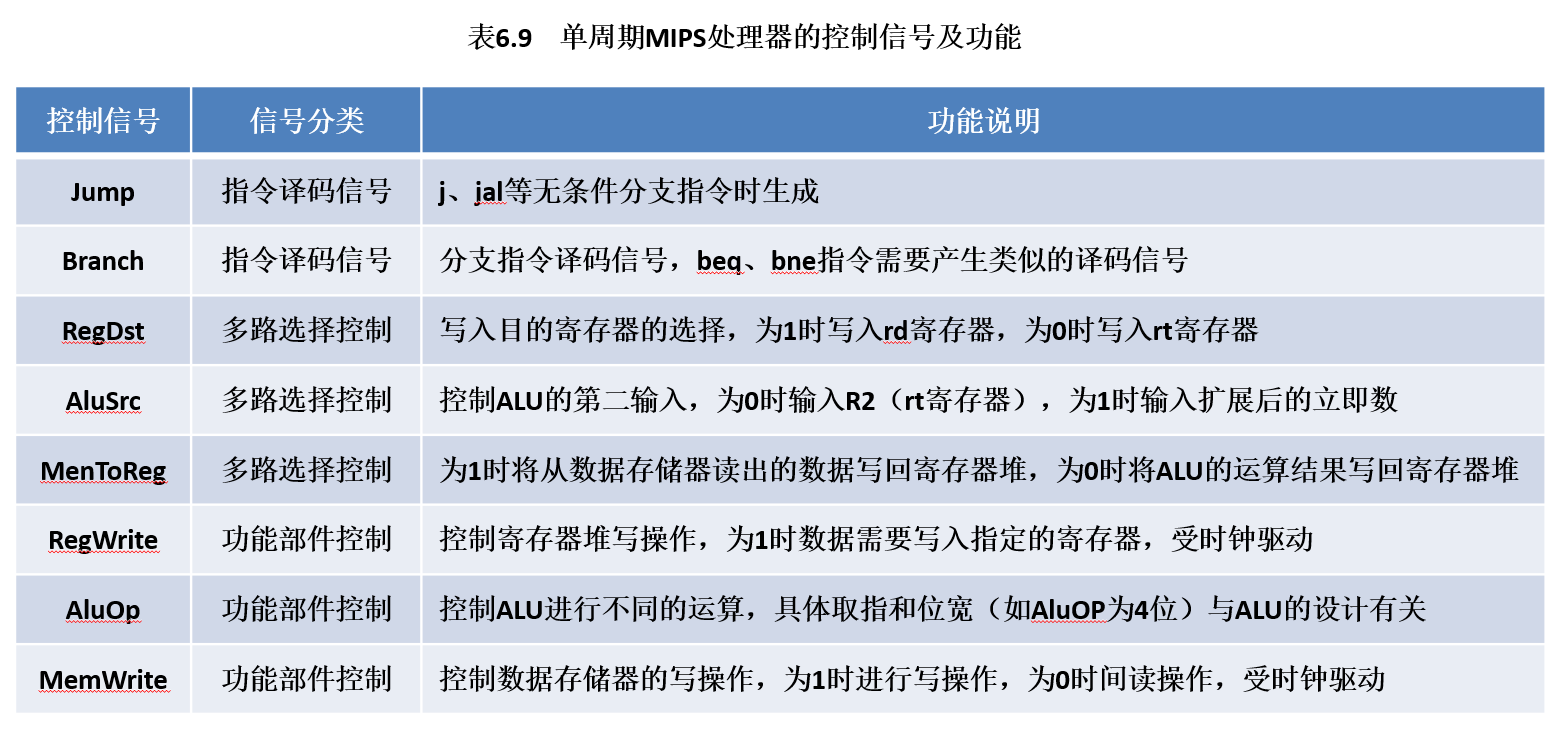 表6.9 单周期MIPS处理器的控制信号及功能
控制信号 信号分类 功能说明
Jump 指令译码信号 j、jal等无条件分支指令时生成
Branch 指令译码信号 分支指令译码信号，beq、bne指令需要产生类似的译码信号
RegDst 多路选择控制 写入目的寄存器的选择，为1时写入rd寄存器，为0时写入rt寄存器
AluSrc 多路选择控制 控制ALU的第二输入，为0时输入R2（rt寄存器），为1时输入扩展后的立即数
MenToReg 多路选择控制 为1时将从数据存储器读出的数据写回寄存器堆，为0时将ALU的运算结果写回寄存器堆
RegWrite 功能部件控制 控制寄存器堆写操作，为1时数据需要写入指定的寄存器，受时钟驱动
AluOp 功能部件控制 控制ALU进行不同的运算，具体取指和位宽（如AluOP为4位）与ALU的设计有关
MemWrite 功能部件控制 控制数据存储器的写操作，为1时进行写操作，为0时间读操作，受时钟驱动